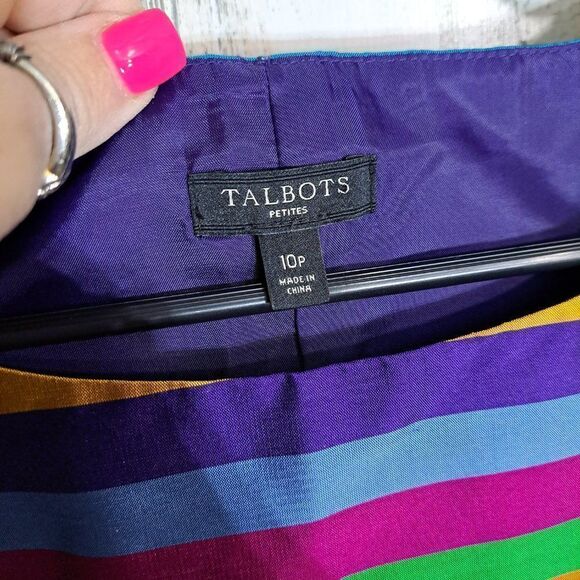 TALBOTS
PETITES
10P
MADE IN
CHINA